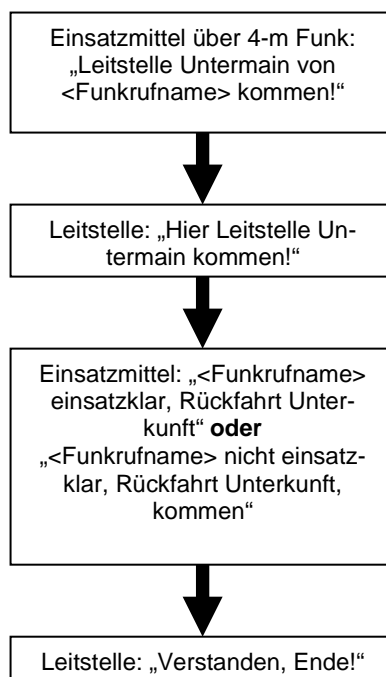 Einsatzmittel über 4-m Funk:
„Leitstelle Untermain von
<Funkrufname> kommen!“
Leitstelle: „Hier Leitstelle Un-
termain kommen!“
Einsatzmittel: „<Funkrufname>
einsatzklar, Rückfahrt Unter-
kunft“ oder
„<Funkrufname> nicht einsatz-
klar, Rückfahrt Unterkunft,
kommen“
Leitstelle: „Verstanden, Ende!“